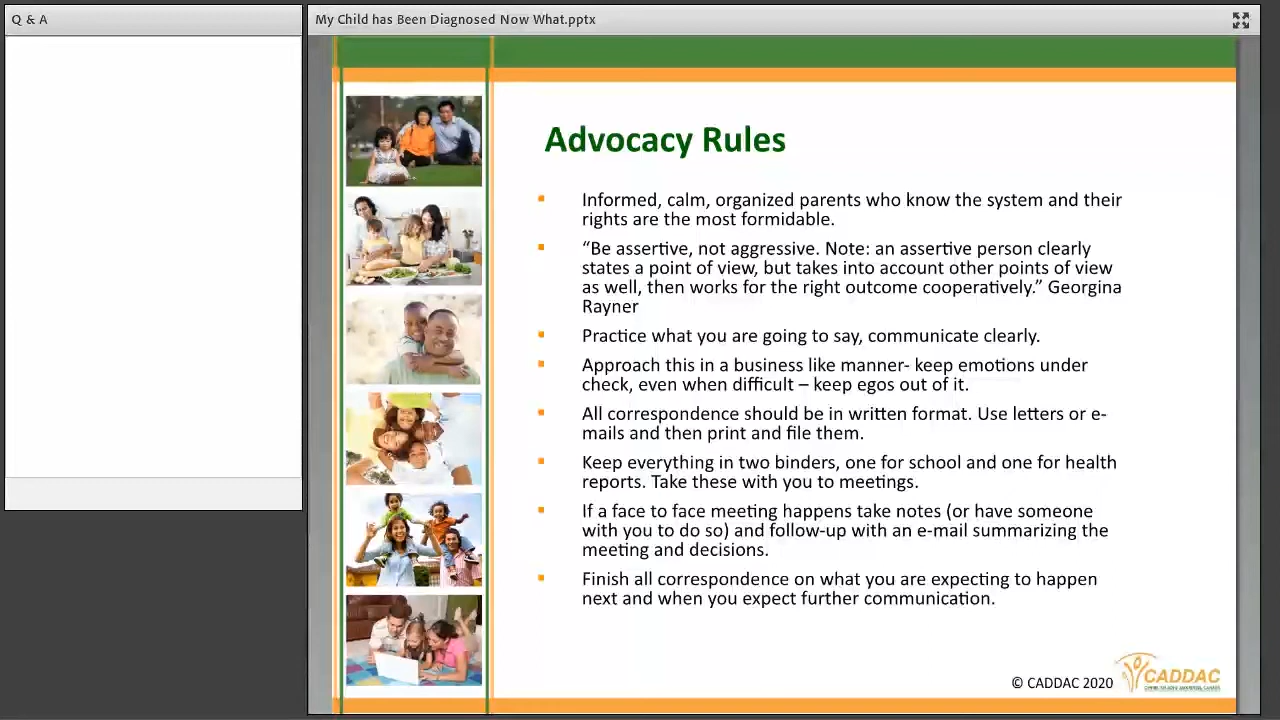 Q & A
My Child has Been Diagnosed Now What.pptx
Advocacy Rules
Informed, calm, organized parents who know the system and their
rights are the most formidable.
“Be assertive, not aggressive. Note: an assertive person clearly
states a point of view, but takes into account other points of view
as well, then works for the right outcome cooperatively.” Georgina
Rayner
Practice what you are going to say, communicate clearly.
Approach this in a business like manner- keep emotions under
check, even when difficult – keep egos out of it.
All correspondence should be in written format. Use letters or e-
mails and then print and file them.
Keep everything in two binders, one for school and one for health
reports. Take these with you to meetings.
If a face to face meeting happens take notes (or have someone
with you to do so) and follow-up with an e-mail summarizing the
meeting and decisions.
Finish all correspondence on what you are expecting to happen
next and when you expect further communication.
© CADDAC 2020
CADDAC